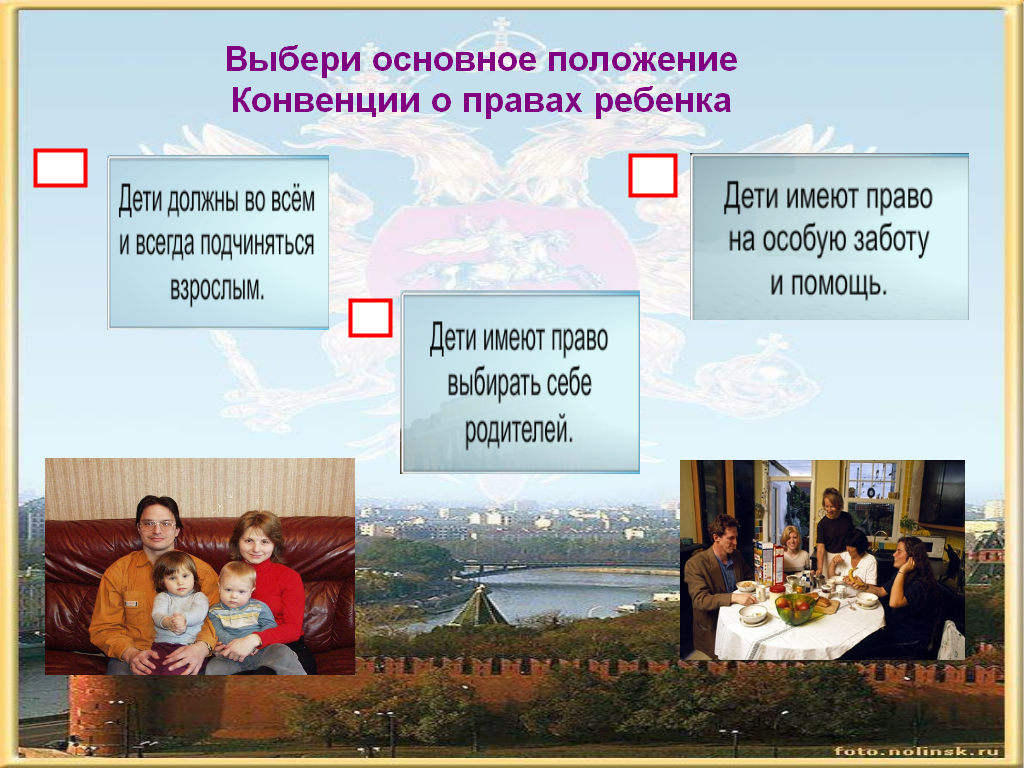 Выбери основное положение
Конвенции о правах ребенка
Дети должны во всём
и всегда подчиняться
взрослым.
Дети имеют право
на особую заботу
и помощь.
Дети имеют право
выбирать себе
родителей.
foto.nolinsk.ru